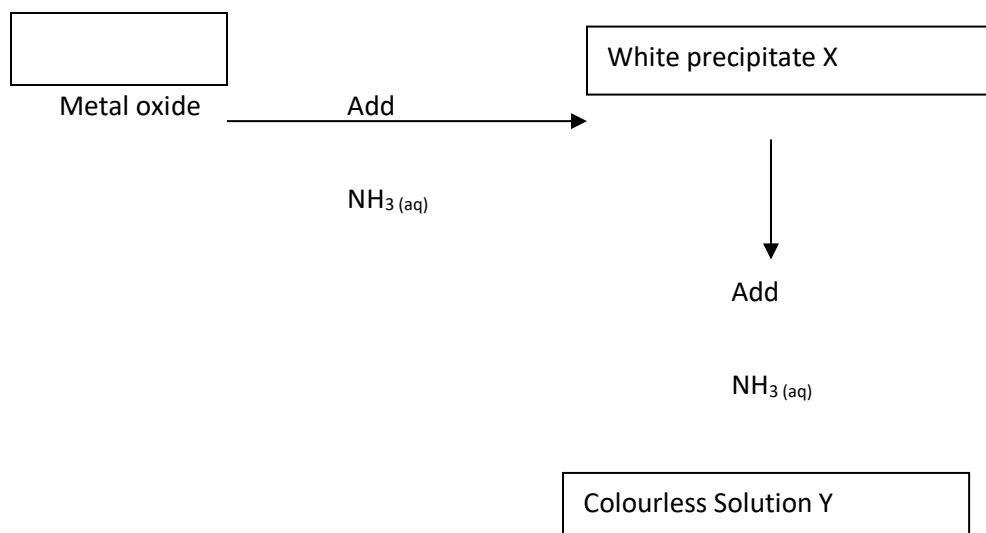 White precipitate X
Metal oxide Add
NH₃ (aq)
Add
NH₃ (aq)
Colourless Solution Y